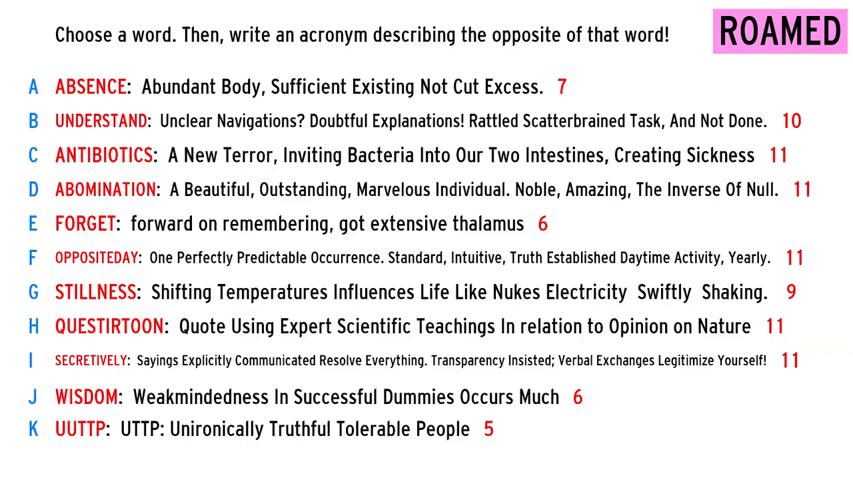 Choose a word. Then, write an acronym describing the opposite of that word!
ROAMED
A ABSENCE: Abundant Body, Sufficient Existing Not Cut Excess. 7
B UNDERSTAND: Unclear Navigations? Doubtful Explanations! Rattled Scatterbrained Task, And Not Done. 10
C ANTIBIOTICS: A New Terror, Inviting Bacteria Into Our Two Intestines, Creating Sickness 11
D ABOMINATION: A Beautiful, Outstanding, Marvelous Individual. Noble, Amazing, The Inverse Of Null. 11
E FORGET: forward on remembering, got extensive thalamus 6
F OPPOSITEDAY: One Perfectly Predictable Occurrence. Standard, Intuitive, Truth Established Daytime Activity, Yearly. 11
G STILLNESS: Shifting Temperatures Influences Life Like Nukes Electricity Swiftly Shaking. 9
H QUESTIRTOON: Quote Using Expert Scientific Teachings In relation to Opinion on Nature 11
I SECRETIVELY: Sayings Explicitly Communicated Resolve Everything. Transparency Insisted; Verbal Exchanges Legitimize Yourself! 11
J WISDOM: Weakmindedness In Successful Dummies Occurs Much 6
K UUTTP: UTTP: Unironically Truthful Tolerable People 5